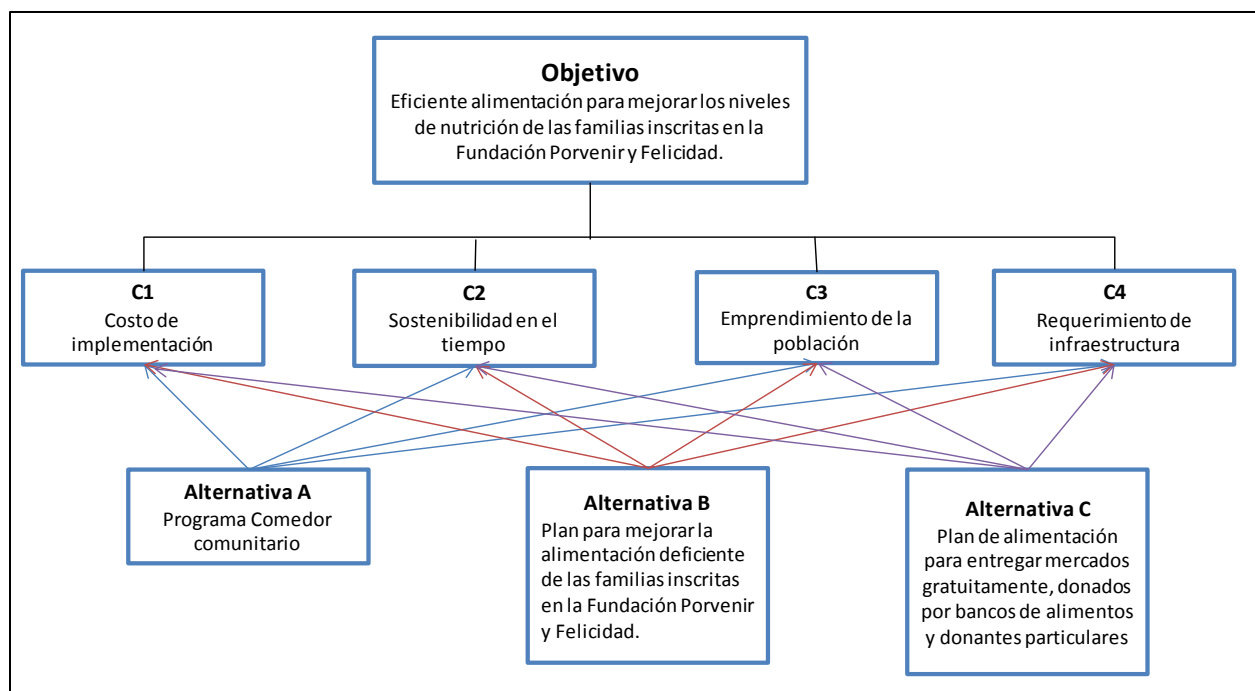 Objetivo
Eficiente alimentación para mejorar los niveles
de nutrición de las familias inscritas en la
Fundación Porvenir y Felicidad.
C1
Costo de
implementación
C2
Sostenibilidad en el
tiempo
C3
Emprendimiento de la
población
C4
Requerimiento de
infraestructura
Alternativa A
Programa Comedor
comunitario
Alternativa B
Plan para mejorar la
alimentación deficiente
de las familias inscritas
en la Fundación Porvenir
y Felicidad.
Alternativa C
Plan de alimentación
para entregar mercados
gratuitamente, donados
por bancos de alimentos
y donantes particulares